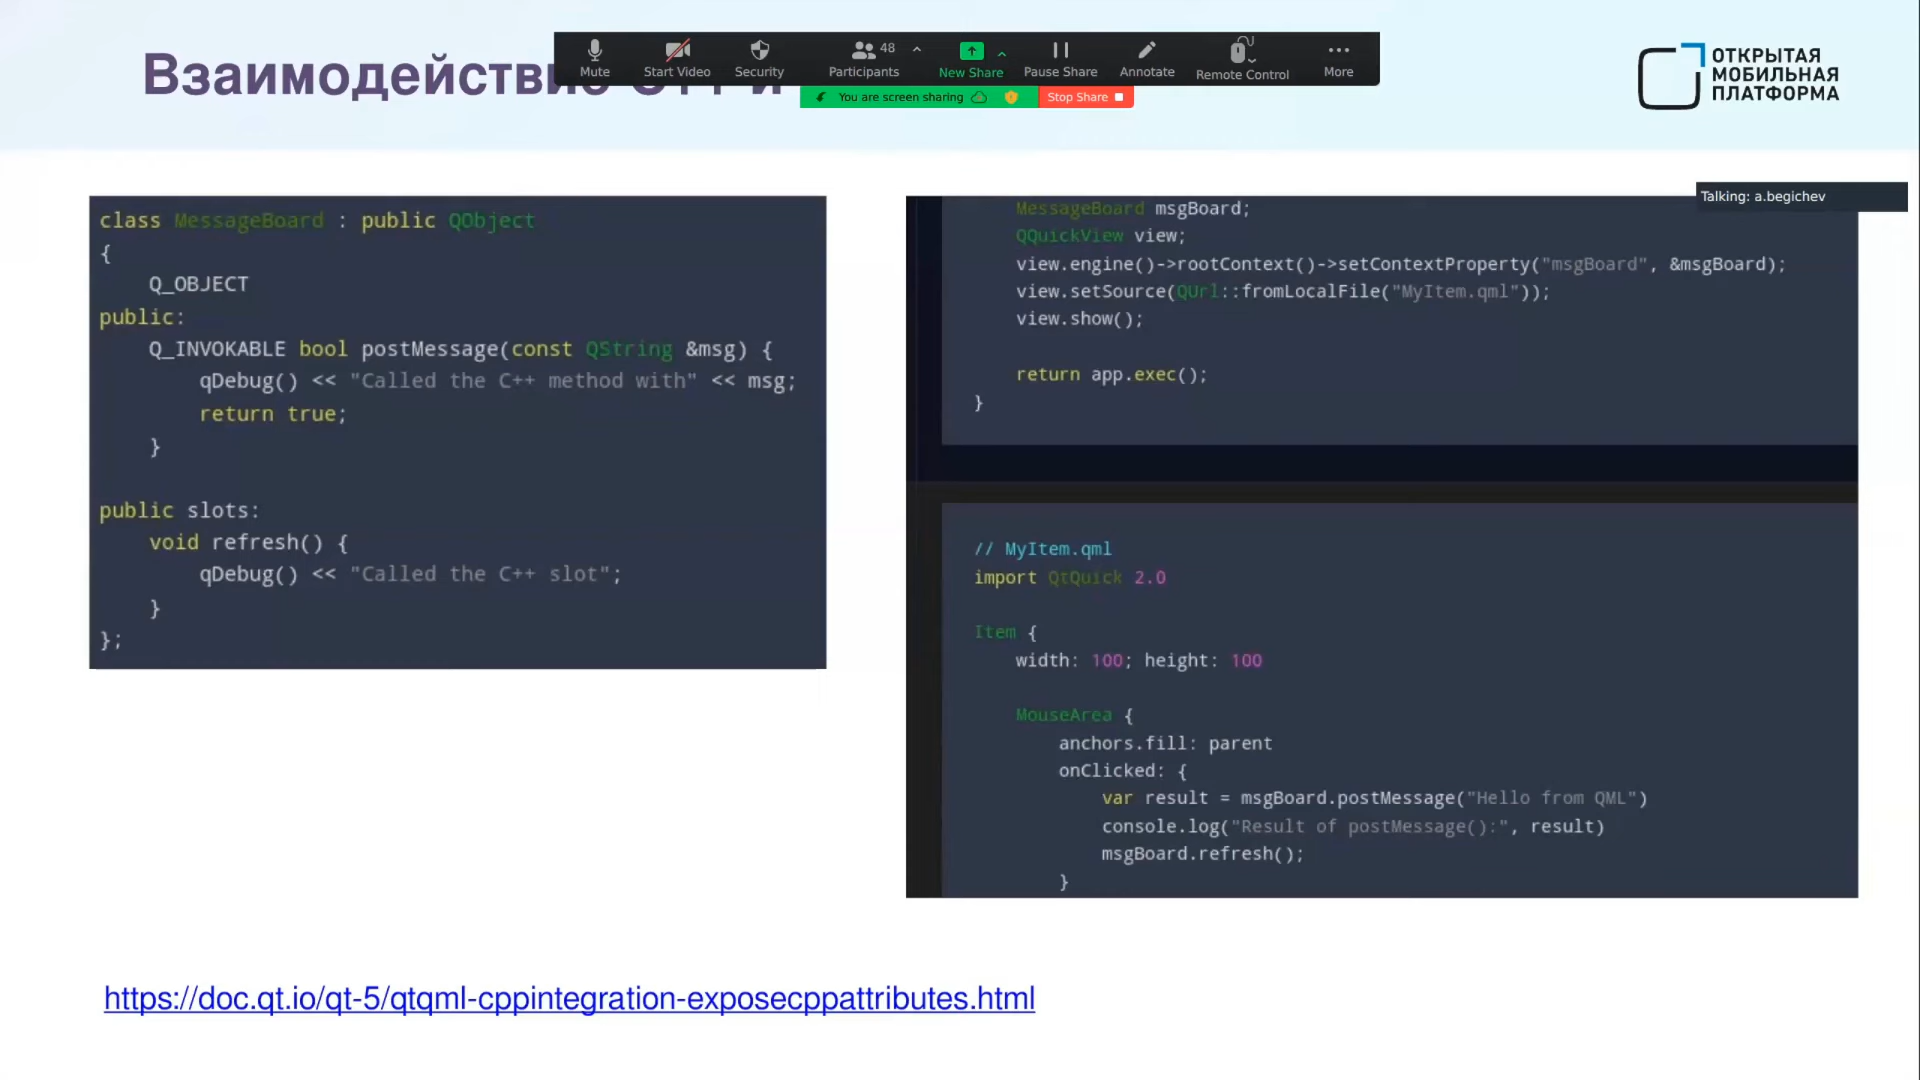 Взаимодействие C++ и
Mute
Start Video
Security
Participants
48
New Share
Pause Share
Annotate
Remote Control
More
You are screen sharing
Stop Share
ОТКРЫТАЯ
МОБИЛЬНАЯ
ПЛАТФОРМА
Talking: a.begichev
class MessageBoard : public QObject
{
    Q_OBJECT
public:
    Q_INVOKABLE bool postMessage(const QString &msg) {
        qDebug() << "Called the C++ method with" << msg;
        return true;
    }
public slots:
    void refresh() {
        qDebug() << "Called the C++ slot";
    }
};
MessageBoard msgBoard;
QQuickView view;
view.engine()->rootContext()->setContextProperty("msgBoard", &msgBoard);
view.setSource(QUrl::fromLocalFile("MyItem.qml"));
view.show();
return app.exec();
}
// MyItem.qml
import QtQuick 2.0
Item {
    width: 100; height: 100
    MouseArea {
        anchors.fill: parent
        onClicked: {
            var result = msgBoard.postMessage("Hello from QML")
            console.log("Result of postMessage():", result)
            msgBoard.refresh();
        }
https://doc.qt.io/qt-5/qtqml-cppintegration-exposecppattributes.html